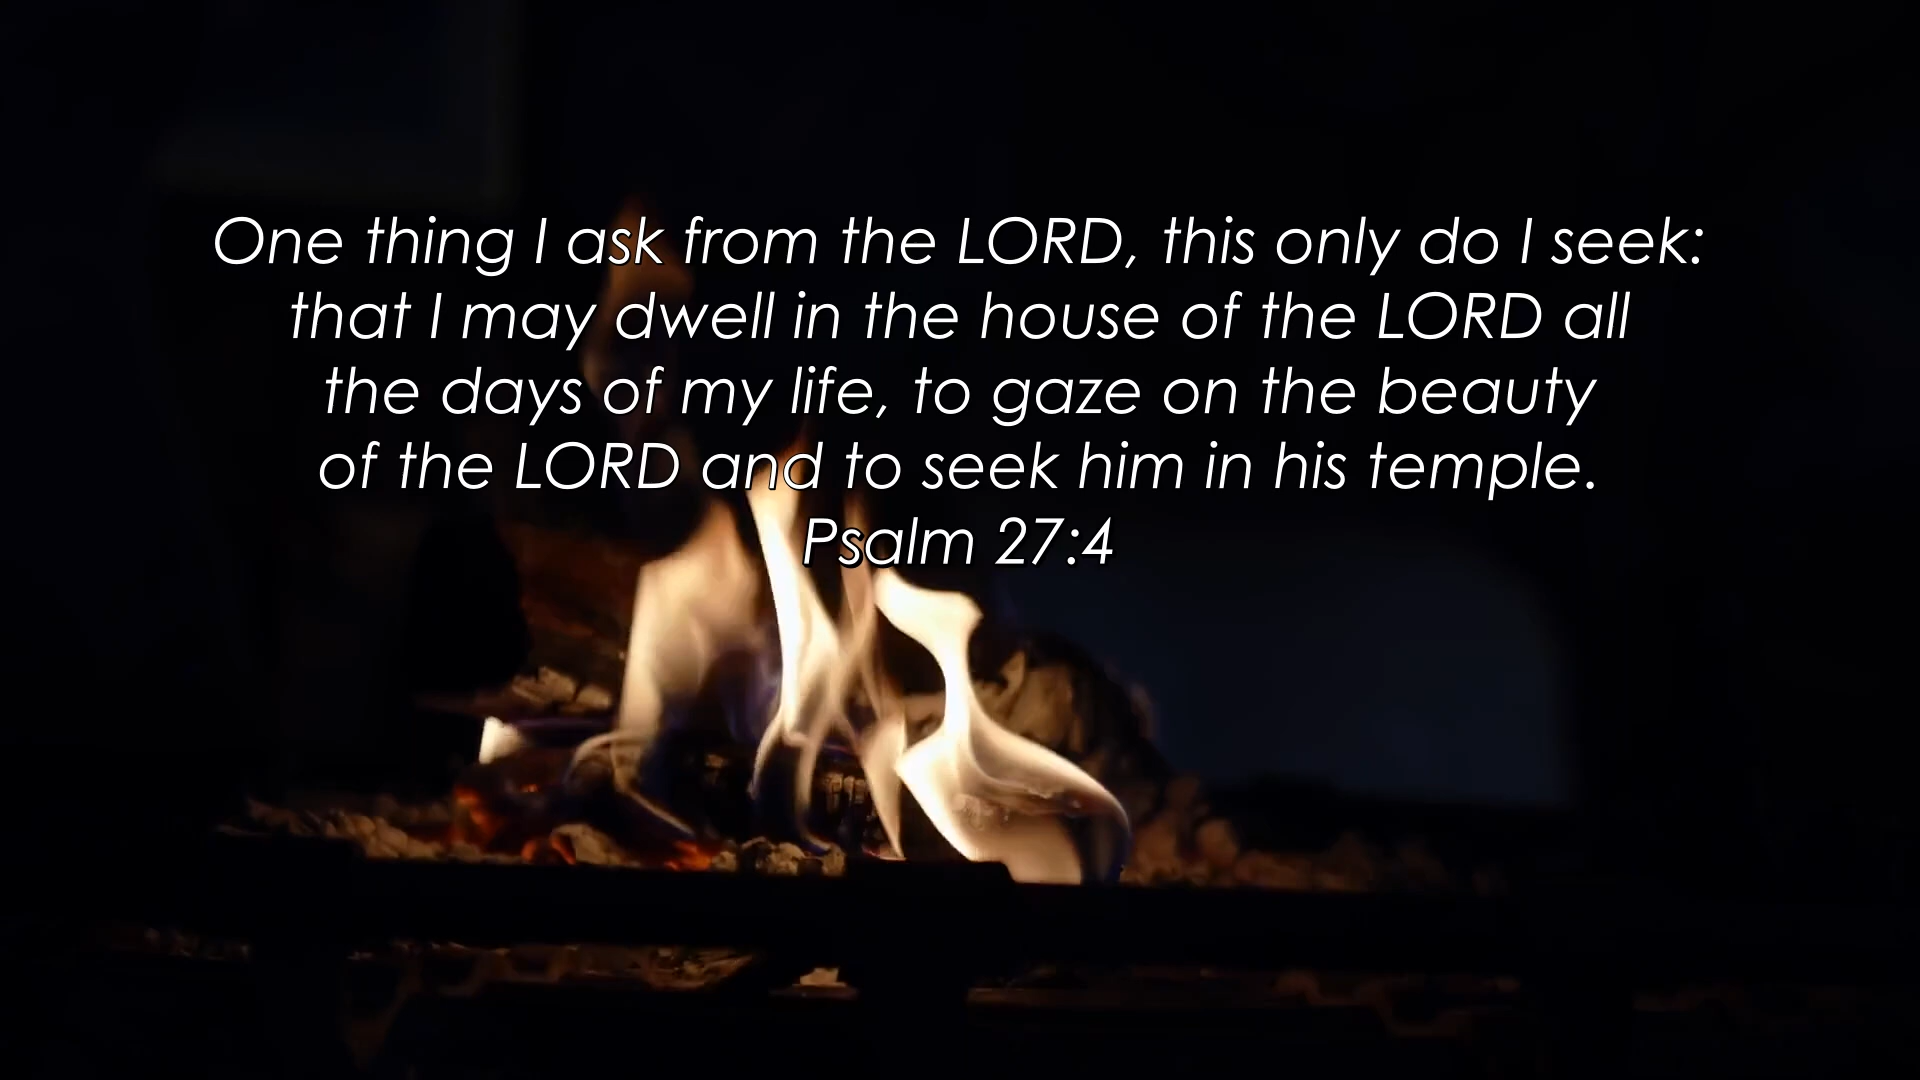 One thing I ask from the LORD, this only do I seek:
that I may dwell in the house of the LORD all
the days of my life, to gaze on the beauty
of the LORD and to seek him in his temple.
Psalm 27:4